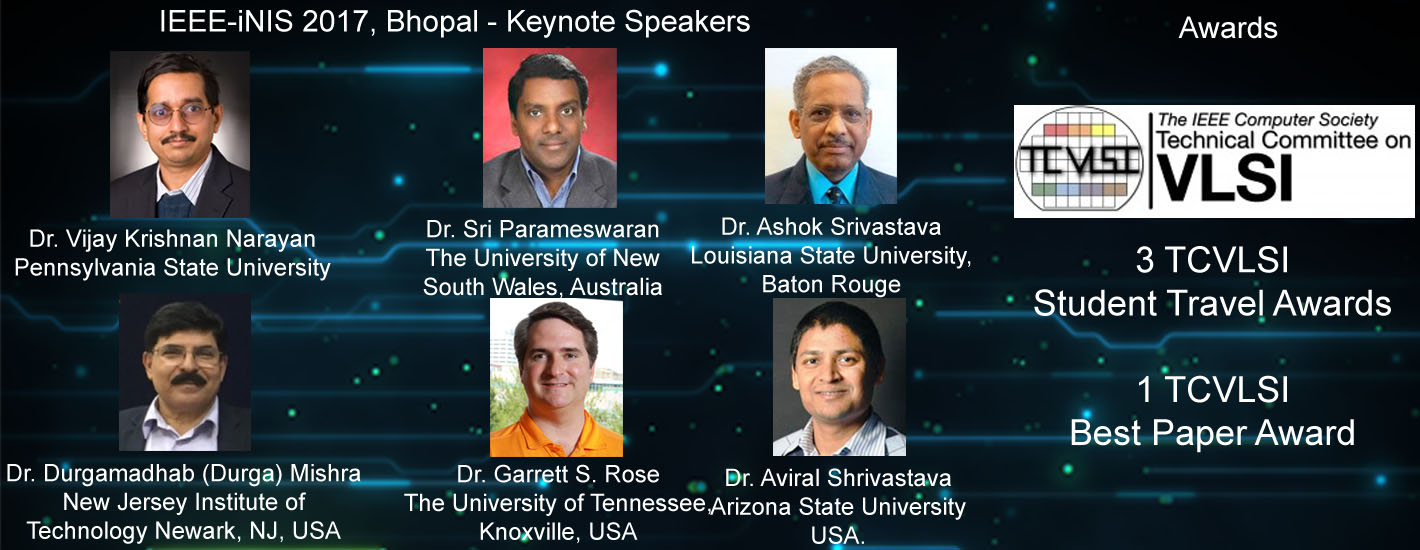 IEEE-iNIS 2017, Bhopal - Keynote Speakers
Dr. Vijay Krishnan Narayan
Pennsylvania State University
Dr. Sri Parameswaran
The University of New
South Wales, Australia
Dr. Ashok Srivastava
Louisiana State University,
Baton Rouge
Dr. Durgamadhab (Durga) Mishra
New Jersey Institute of
Technology Newark, NJ, USA
Dr. Garrett S. Rose
The University of Tennessee,
Knoxville, USA
Dr. Aviral Shrivastava
Arizona State University
USA.
Awards
TCVLSI
The IEEE Computer Society
Technical Committee on
VLSI
3 TCVLSI
Student Travel Awards
1 TCVLSI
Best Paper Award